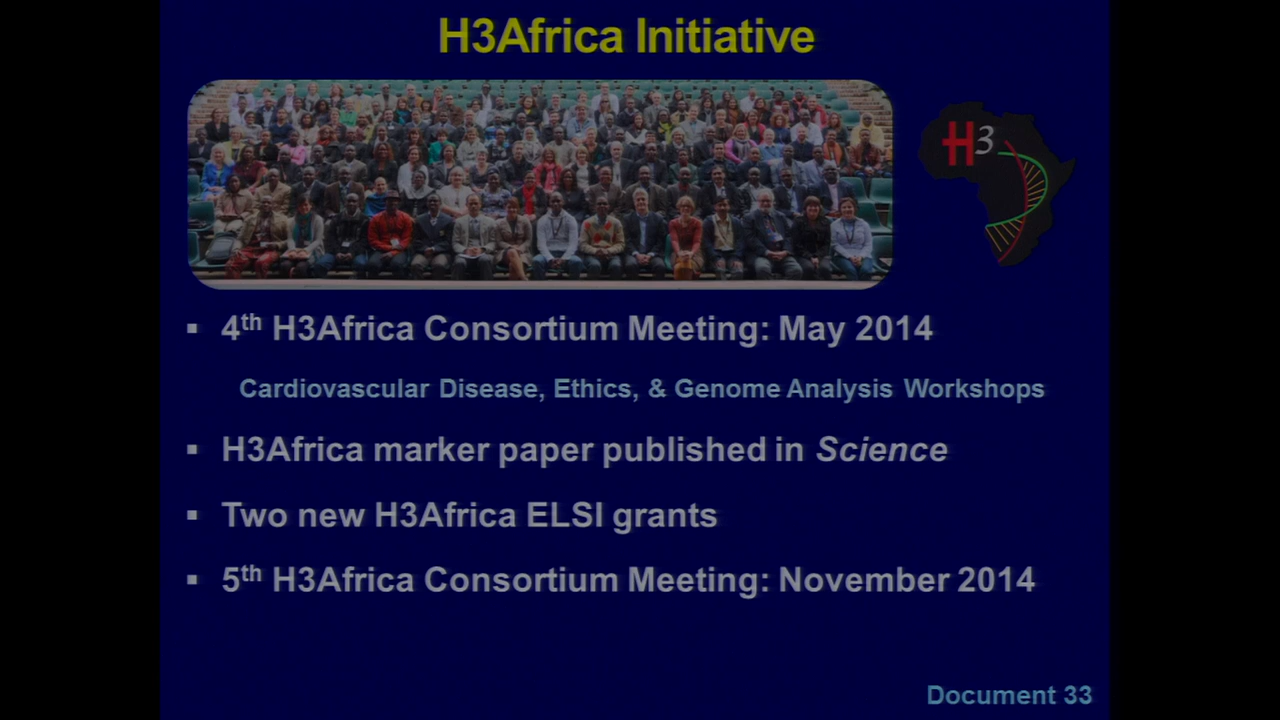 H3Africa Initiative
H3
▪ 4th H3Africa Consortium Meeting: May 2014
Cardiovascular Disease, Ethics, & Genome Analysis Workshops
▪ H3Africa marker paper published in Science
▪ Two new H3Africa ELSI grants
▪ 5th H3Africa Consortium Meeting: November 2014
Document 33